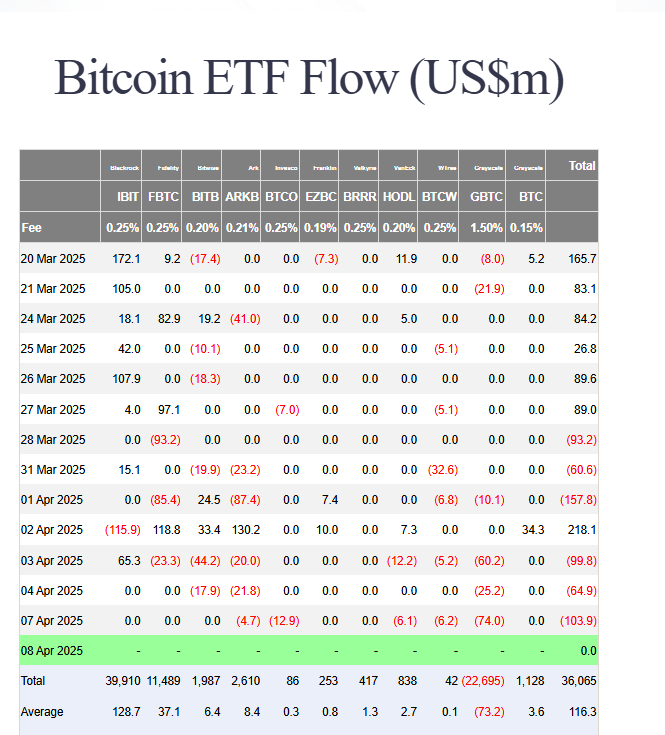 Bitcoin ETF Flow (US$m)
Blackrock Fidelity Bitwise Ark Invesco Franklin Valkyrie VanEck WTree Grayscale Grayscale Total
IBIT FBTC BITB ARKB BTCO EZBC BRRR HODL BTCW GBTC BTC
Fee 0.25% 0.25% 0.20% 0.21% 0.25% 0.19% 0.25% 0.20% 0.25% 1.50% 0.15%
20 Mar 2025 172.1 9.2 (17.4) 0.0 0.0 (7.3) 0.0 11.9 0.0 (8.0) 5.2 165.7
21 Mar 2025 105.0 0.0 0.0 0.0 0.0 0.0 0.0 0.0 0.0 (21.9) 0.0 83.1
24 Mar 2025 18.1 82.9 19.2 (41.0) 0.0 0.0 0.0 5.0 0.0 0.0 0.0 84.2
25 Mar 2025 42.0 0.0 (10.1) 0.0 0.0 0.0 0.0 0.0 (5.1) 0.0 0.0 26.8
26 Mar 2025 107.9 0.0 (18.3) 0.0 0.0 0.0 0.0 0.0 0.0 0.0 0.0 89.6
27 Mar 2025 4.0 97.1 0.0 0.0 (7.0) 0.0 0.0 0.0 (5.1) 0.0 0.0 89.0
28 Mar 2025 0.0 (93.2) 0.0 0.0 0.0 0.0 0.0 0.0 0.0 0.0 0.0 (93.2)
31 Mar 2025 15.1 0.0 (19.9) (23.2) 0.0 0.0 0.0 0.0 (32.6) 0.0 0.0 (60.6)
01 Apr 2025 0.0 (85.4) 24.5 (87.4) 0.0 7.4 0.0 0.0 (6.8) (10.1) 0.0 (157.8)
02 Apr 2025 (115.9) 118.8 33.4 130.2 0.0 10.0 0.0 7.3 0.0 0.0 34.3 218.1
03 Apr 2025 65.3 (23.3) (44.2) (20.0) 0.0 0.0 0.0 (12.2) (5.2) (60.2) 0.0 (99.8)
04 Apr 2025 0.0 0.0 (17.9) (21.8) 0.0 0.0 0.0 0.0 0.0 (25.2) 0.0 (64.9)
07 Apr 2025 0.0 0.0 0.0 (4.7) (12.9) 0.0 0.0 (6.1) (6.2) (74.0) 0.0 (103.9)
08 Apr 2025 - - - - - - - - - - - 0.0
Total 39,910 11,489 1,987 2,610 86 253 417 838 42 (22,695) 1,128 36,065
Average 128.7 37.1 6.4 8.4 0.3 0.8 1.3 2.7 0.1 (73.2) 3.6 116.3